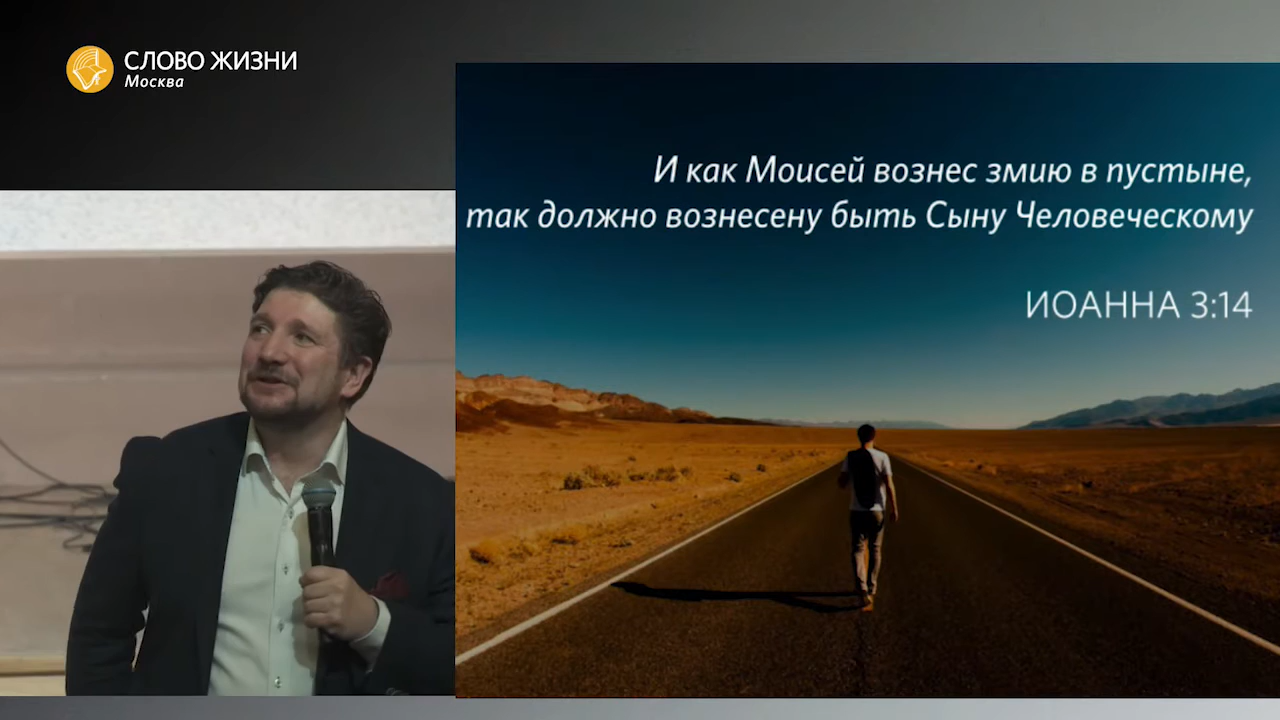 СЛОВО ЖИЗНИ
Москва
И как Моисей вознес змию в пустыне,
так должно вознесену быть Сыну Человеческому
ИОАННА 3:14